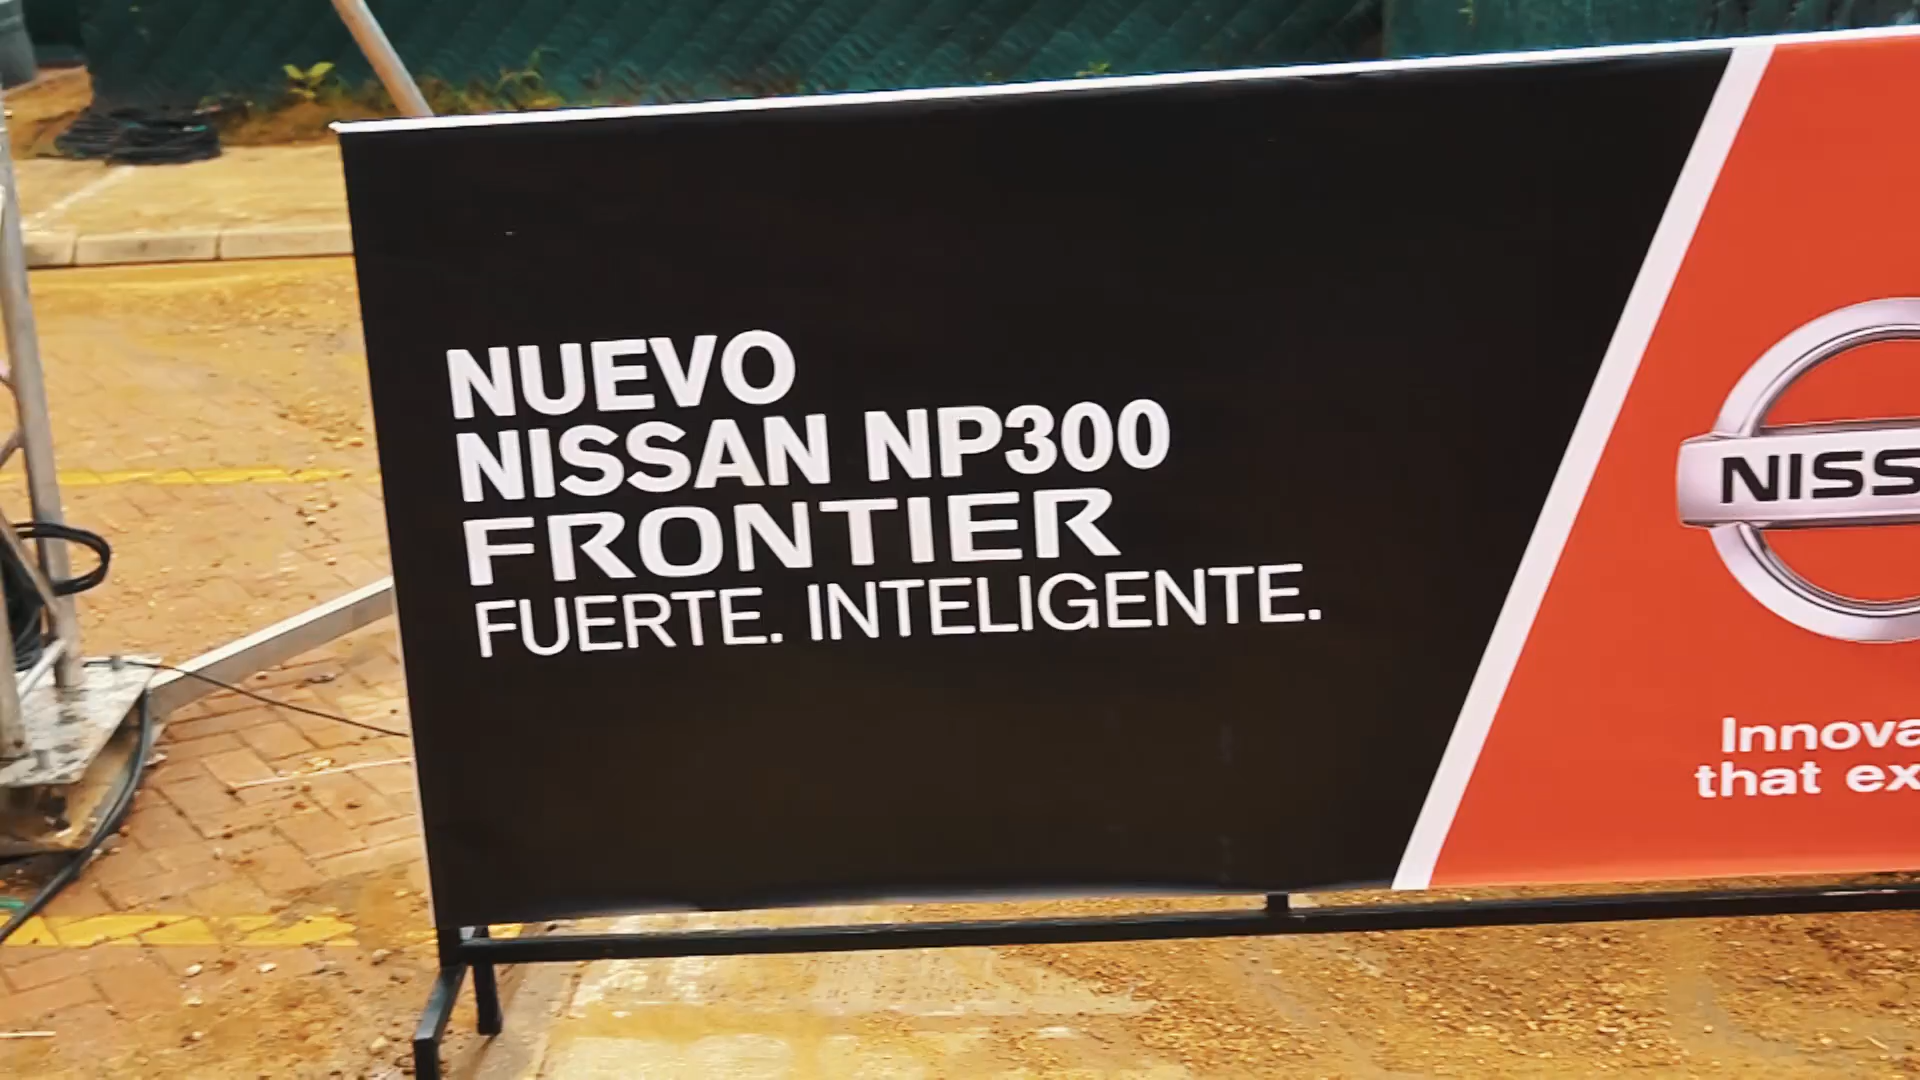 NUEVO
NISSAN NP300
FRONTIER
FUERTE. INTELIGENTE.
NISS
Innova
that ex